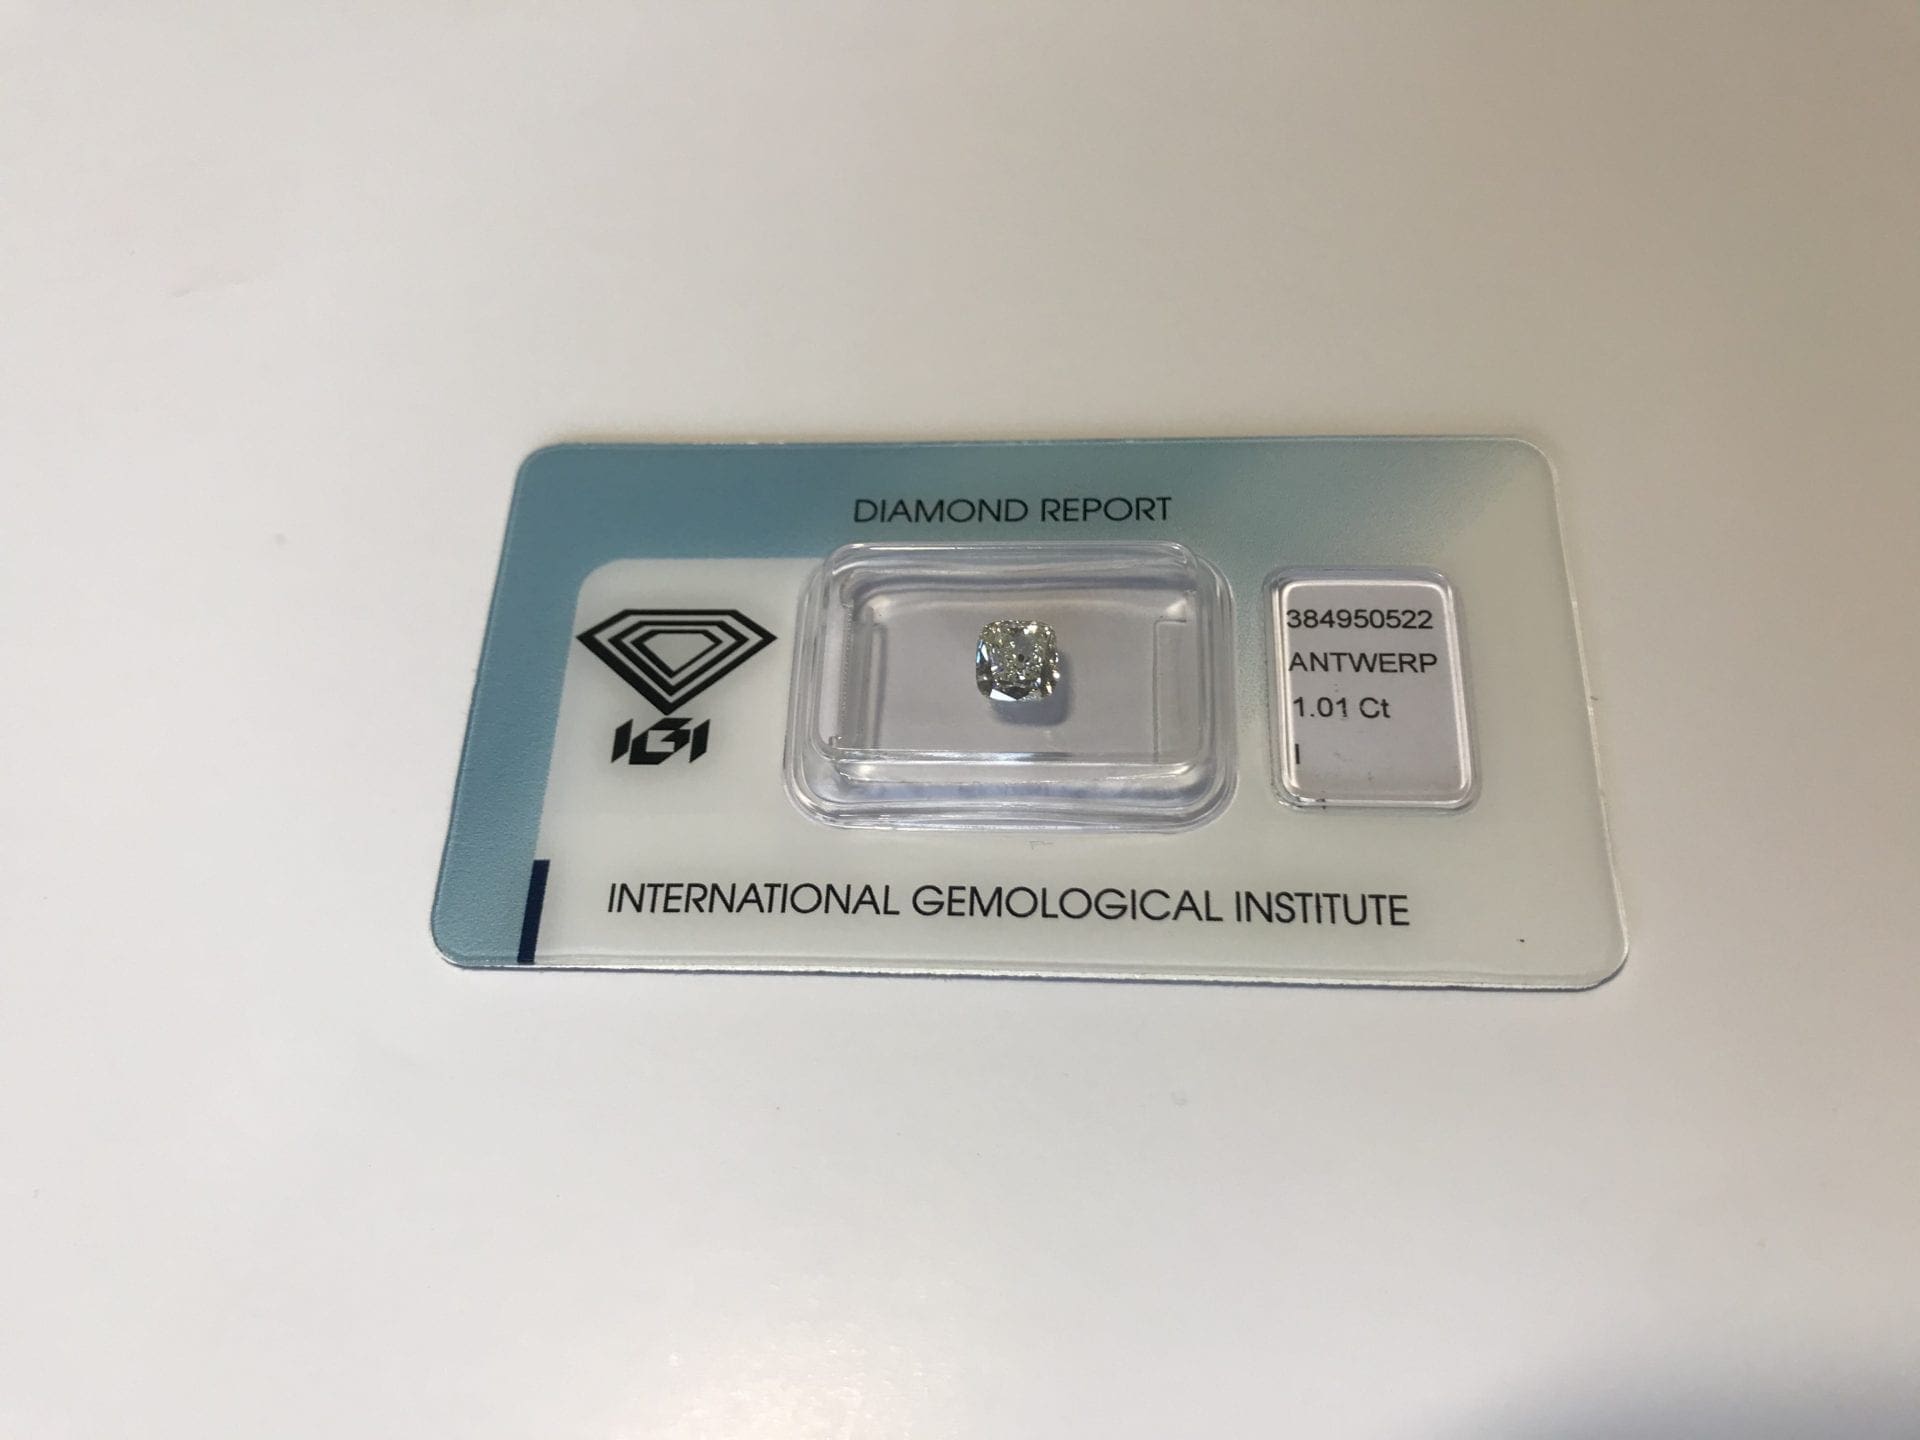 DIAMOND REPORT
IGI
384950522
ANTWERP
1.01 Ct
I
INTERNATIONAL GEMOLOGICAL INSTITUTE